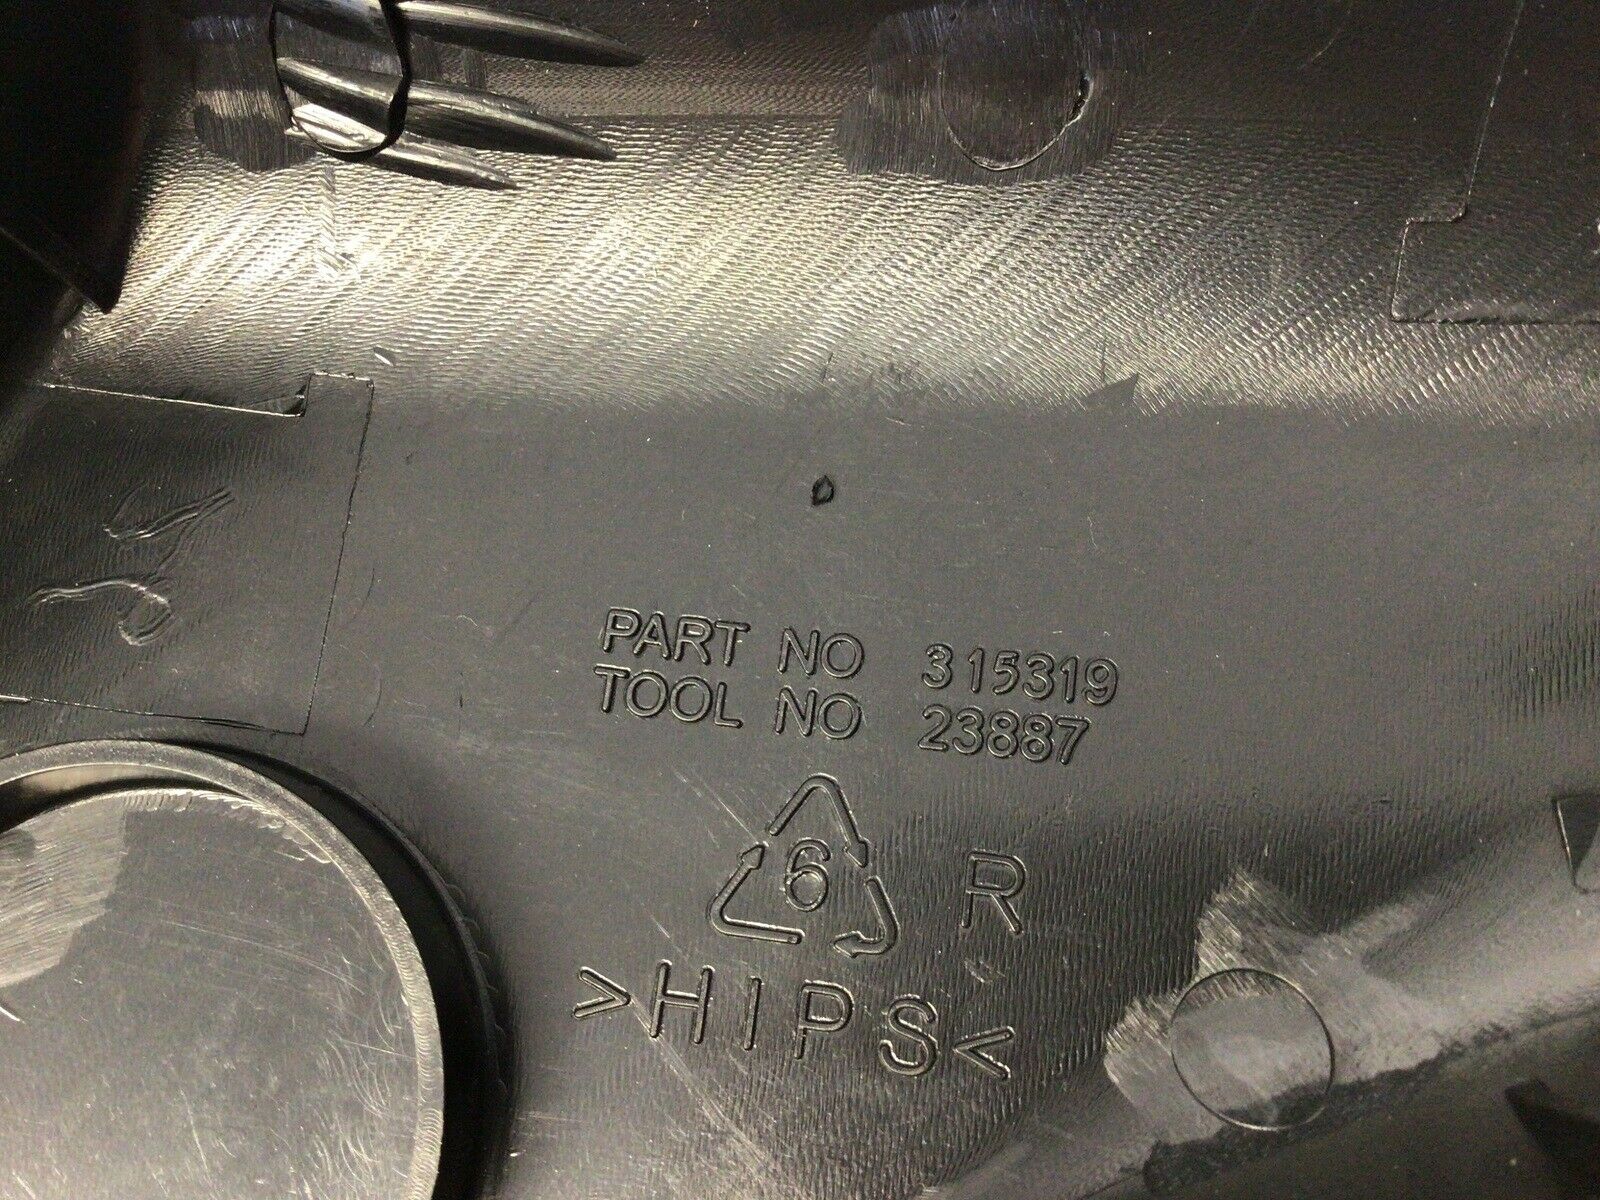 PART NO 315319
TOOL NO 23887
6 R
>HIPS<